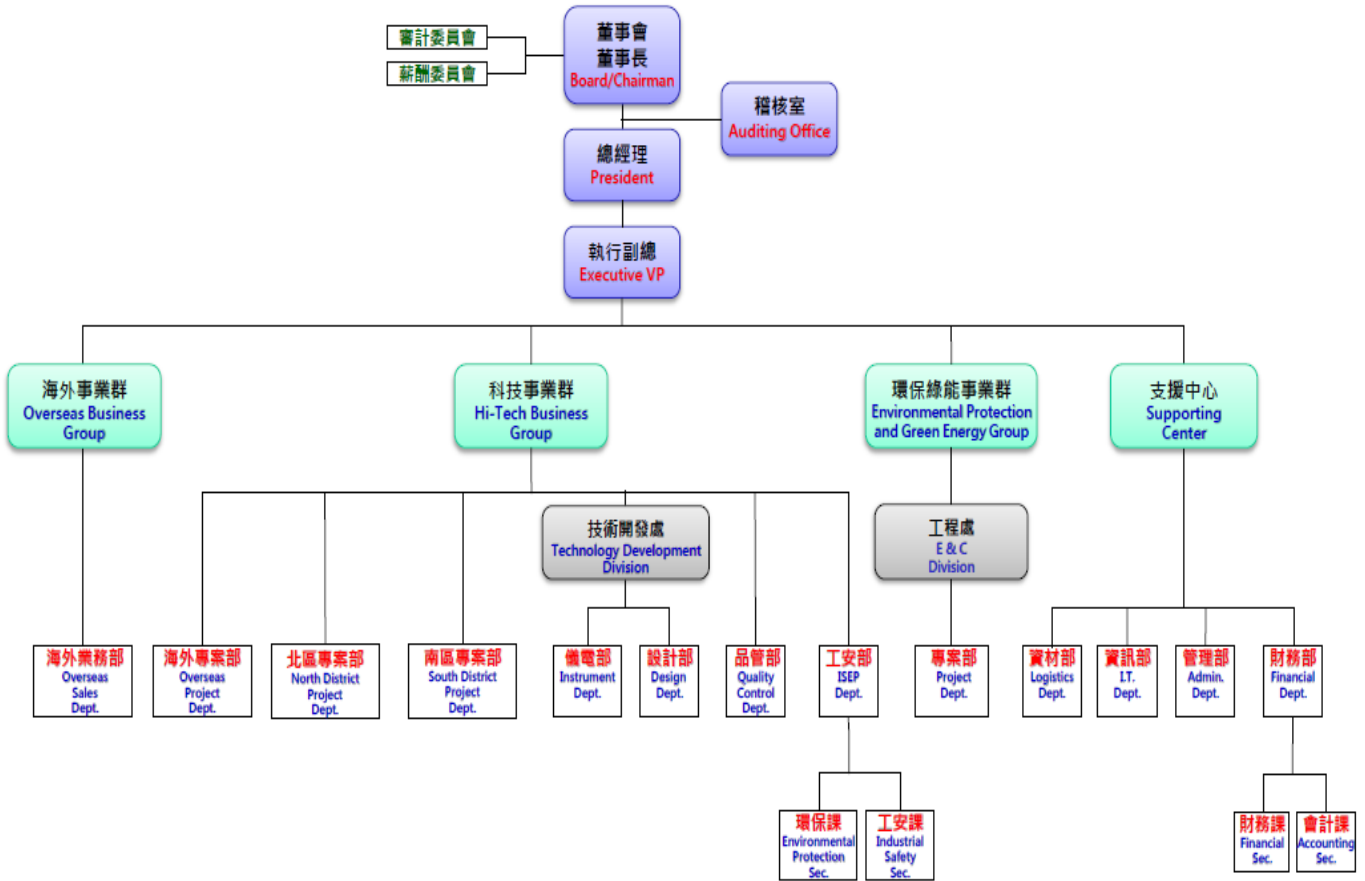 審計委員會
薪酬委員會
董事會
董事長
Board/Chairman
稽核室
Auditing Office
總經理
President
執行副總
Executive VP
海外事業群
Overseas Business
Group
科技事業群
Hi-Tech Business
Group
環保綠能事業群
Environmental Protection
and Green Energy Group
支援中心
Supporting
Center
技術開發處
Technology Development
Division
工程處
E & C
Division
海外業務部
Overseas
Sales
Dept.
海外專案部
Overseas
Project
Dept.
北區專案部
North District
Project
Dept.
南區專案部
South District
Project
Dept.
儀電部
Instrument
Dept.
設計部
Design
Dept.
品管部
Quality
Control
Dept.
工安部
ISEP
Dept.
專案部
Project
Dept.
資材部
Logistics
Dept.
資訊部
I.T.
Dept.
管理部
Admin.
Dept.
財務部
Financial
Dept.
環保課
Environmental
Protection
Sec.
工安課
Industrial
Safety
Sec.
財務課
Financial
Sec.
會計課
Accounting
Sec.